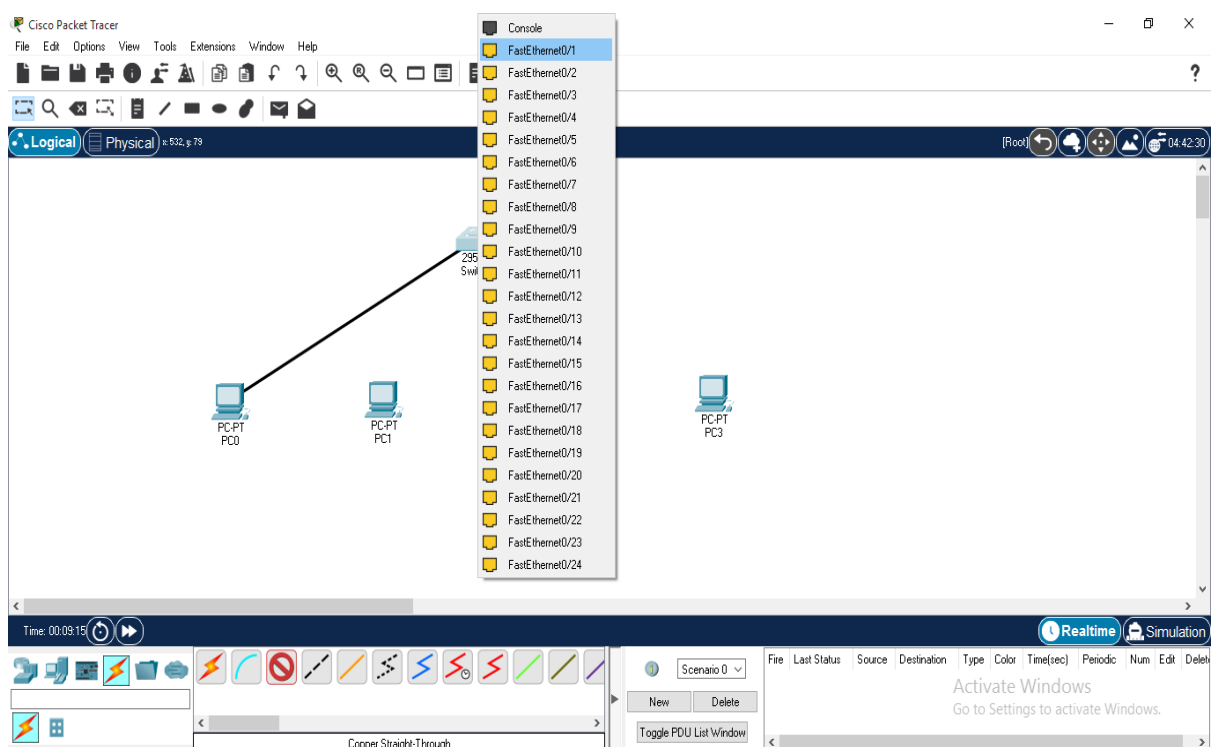 Cisco Packet Tracer
File Edit Options View Tools Extensions Window Help
?
Logical Physical x: 532, y: 79
[Root] 04:42:30
Console
FastEthernet0/1
FastEthernet0/2
FastEthernet0/3
FastEthernet0/4
FastEthernet0/5
FastEthernet0/6
FastEthernet0/7
FastEthernet0/8
FastEthernet0/9
FastEthernet0/10
FastEthernet0/11
FastEthernet0/12
FastEthernet0/13
FastEthernet0/14
FastEthernet0/15
FastEthernet0/16
FastEthernet0/17
FastEthernet0/18
FastEthernet0/19
FastEthernet0/20
FastEthernet0/21
FastEthernet0/22
FastEthernet0/23
FastEthernet0/24
295
Swi
PC-PT
PC0
PC-PT
PC1
PC-PT
PC3
Time: 00:09:15
Realtime Simulation
Copper Straight-Through
Scenario 0
New Delete
Toggle PDU List Window
Fire Last Status Source Destination Type Color Time(sec) Periodic Num Edit Delet
Activate Windows
Go to Settings to activate Windows.